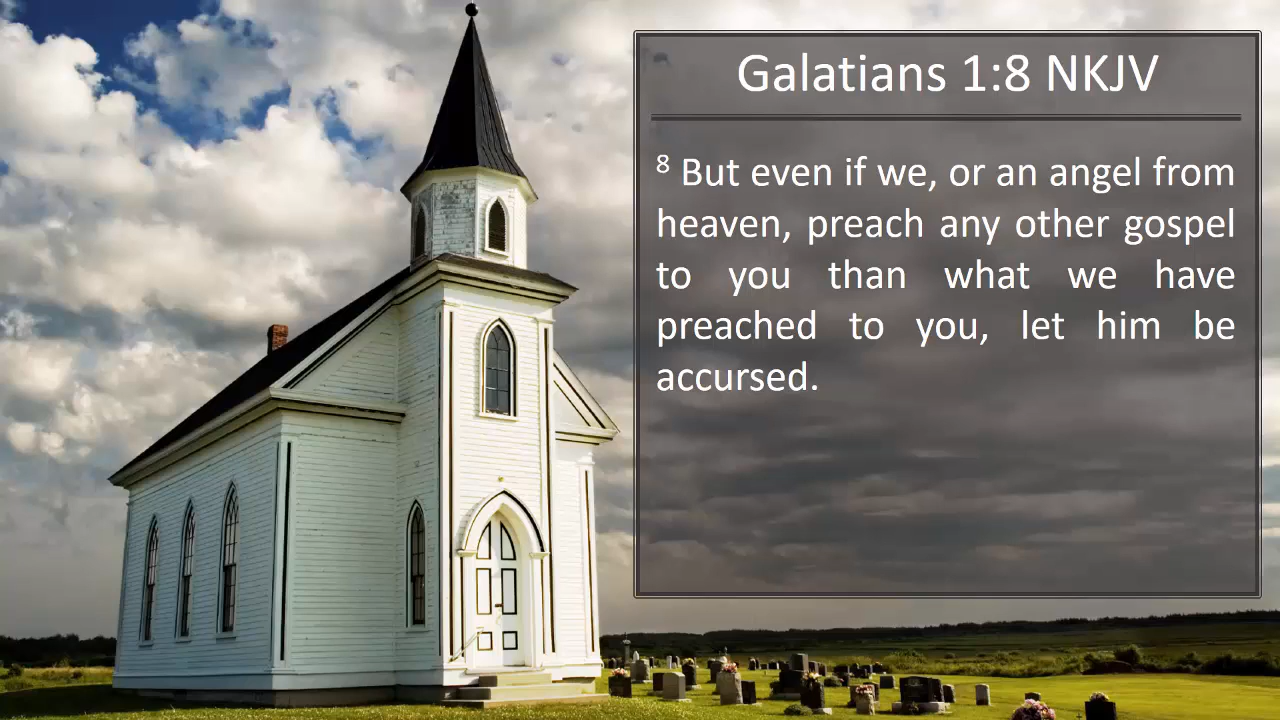 Galatians 1:8 NKJV
8 But even if we, or an angel from
heaven, preach any other gospel
to you than what we have
preached to you, let him be
accursed.